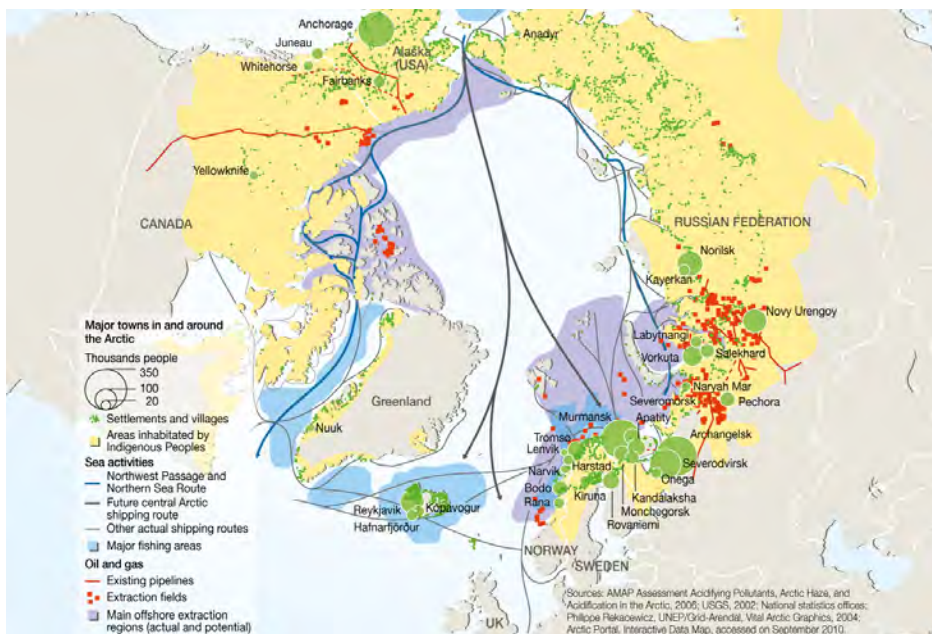 Anchorage
Juneau
Whitehorse
Alaska
(USA)
Anadyr
Fairbanks
Yellowknife
CANADA
RUSSIAN FEDERATION
Norilsk
Kayerkan
Novy Urengoy
Labytnangi
Salekhard
Vorkuta
Naryah Mar
Severomorsk
Pechora
Murmansk
Apatity
Archangelsk
Tromsø
Lenvik
Severodvirsk
Narvik
Harstad
Onega
Bodo
Kandalaksha
Rana
Kiruna
Monchegorsk
Rovaniemi
Greenland
Nuuk
Reykjavik
Kopavogur
Hafnarfjörður
NORWAY
SWEDEN
UK
Major towns in and around
the Arctic
Thousands people
350
100
20
Settlements and villages
Areas inhabitated by
Indigenous Peoples
Sea activities
Northwest Passage and
Northern Sea Route
Future central Arctic
shipping route
Other actual shipping routes
Major fishing areas
Oil and gas
Existing pipelines
Extraction fields
Main offshore extraction
regions (actual and potential)
Sources: AMAP Assessment Acidifying Pollutants, Arctic Haze, and
Acidification in the Arctic, 2006; USGS, 2002; National statistics offices;
Philippe Rekacewicz, UNEP/Grid-Arendal, Vital Arctic Graphics, 2004;
Arctic Portal, Interactive Data Map, accessed on September 2010.